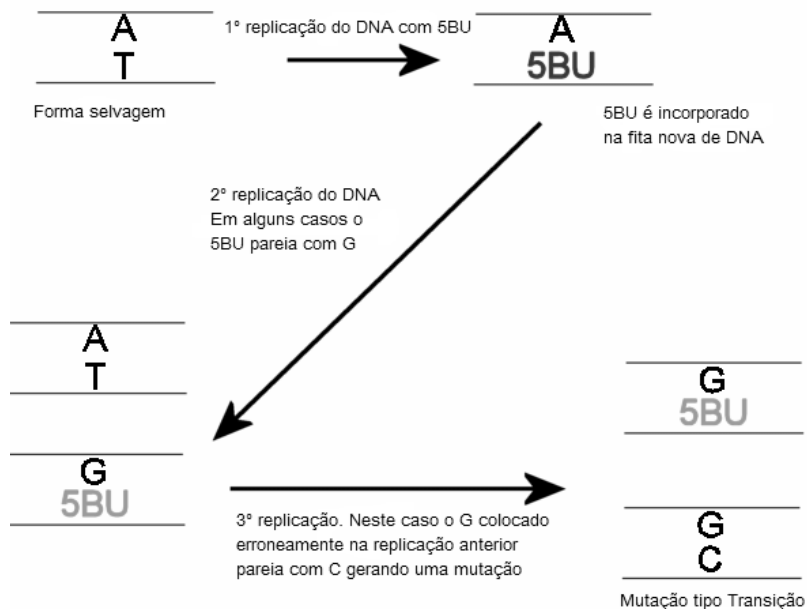 A
T
Forma selvagem
1º replicação do DNA com 5BU
A
5BU
5BU é incorporado
na fita nova de DNA
2º replicação do DNA
Em alguns casos o
5BU pareia com G
A
T
G
5BU
3º replicação. Neste caso o G colocado
erroneamente na replicação anterior
pareia com C gerando uma mutação
G
5BU
G
C
Mutação tipo Transição